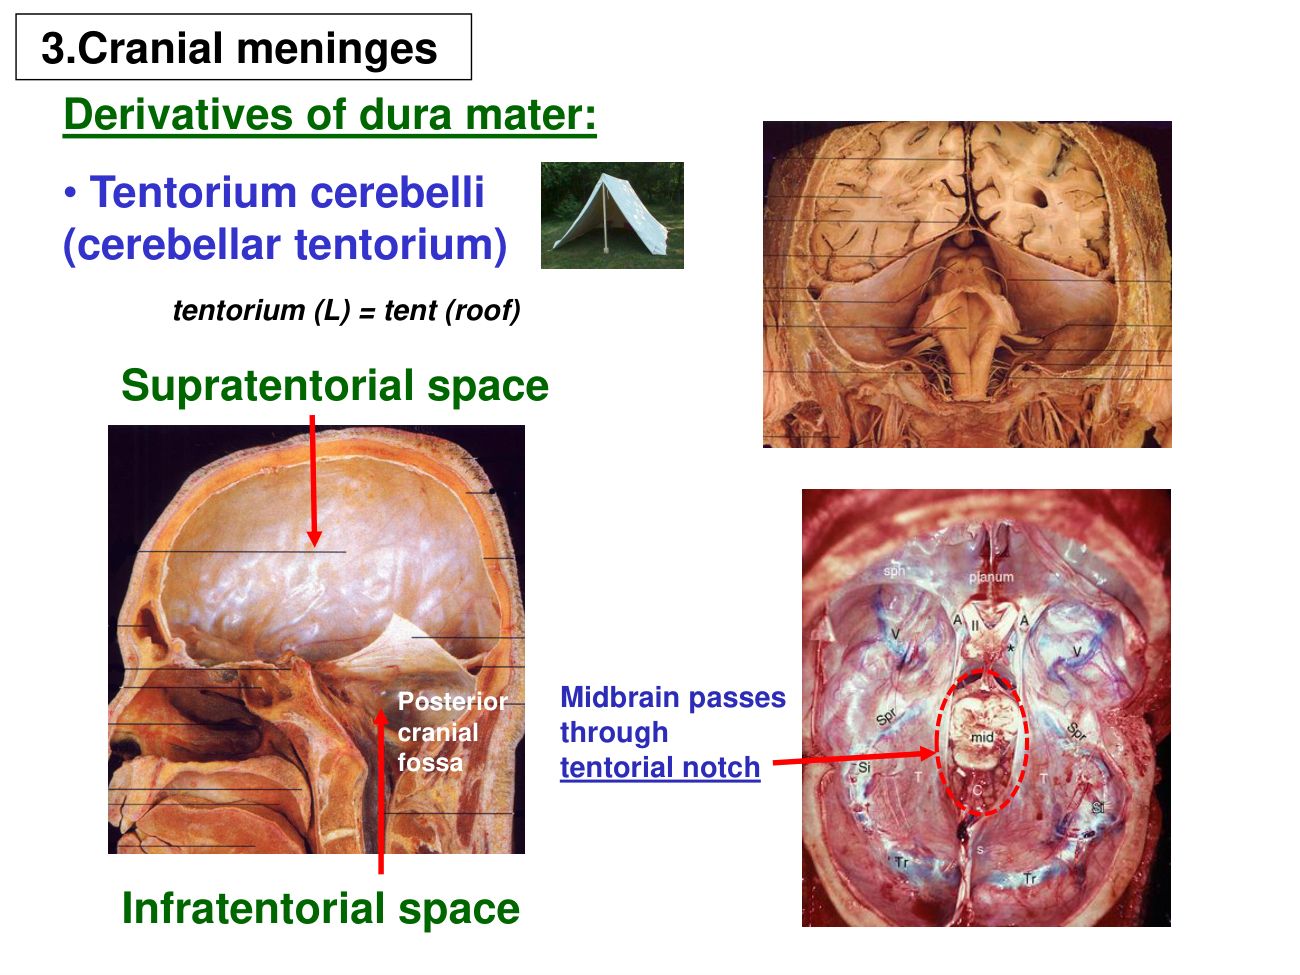 3.Cranial meninges
Derivatives of dura mater:
• Tentorium cerebelli
(cerebellar tentorium)
tentorium (L) = tent (roof)
Supratentorial space
Posterior
cranial
fossa
Infratentorial space
Midbrain passes
through
tentorial notch
sph
planum
A
II
A
V
*
V
Spr
mid
Spr
Si
T
T
C
Si
s
Tr
Tr